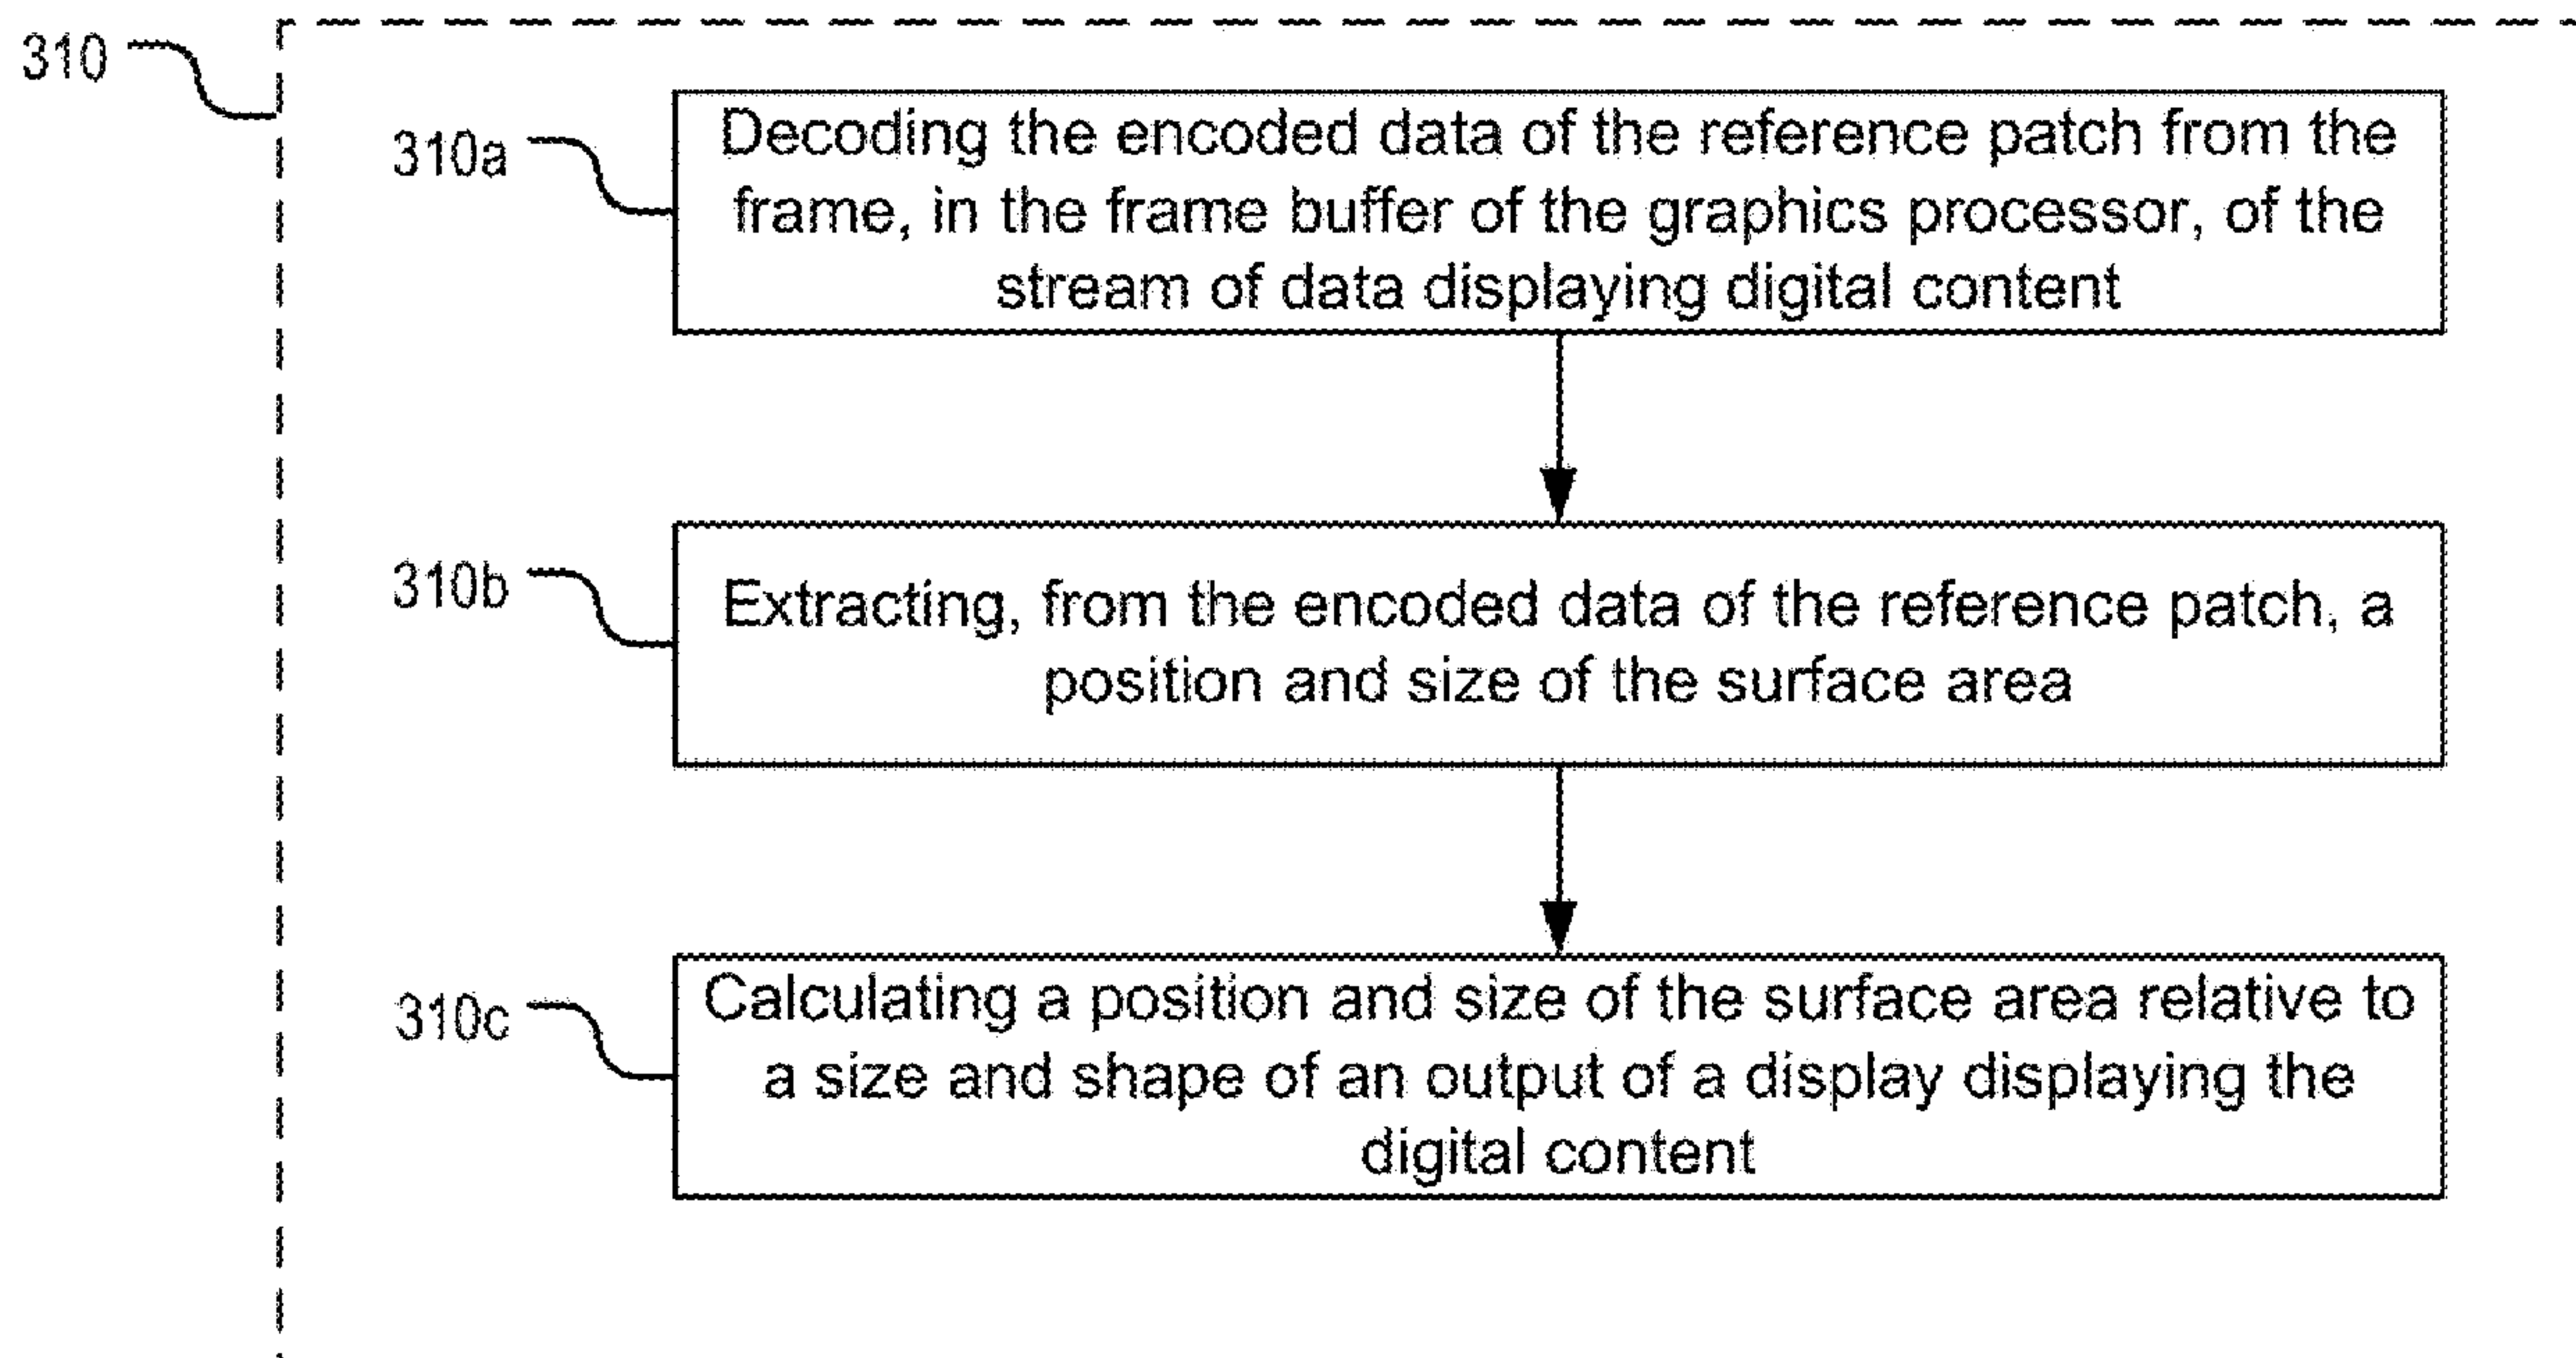 310
310a
Decoding the encoded data of the reference patch from the
frame, in the frame buffer of the graphics processor, of the
stream of data displaying digital content
310b
Extracting, from the encoded data of the reference patch, a
position and size of the surface area
310c
Calculating a position and size of the surface area relative to
a size and shape of an output of a display displaying the
digital content